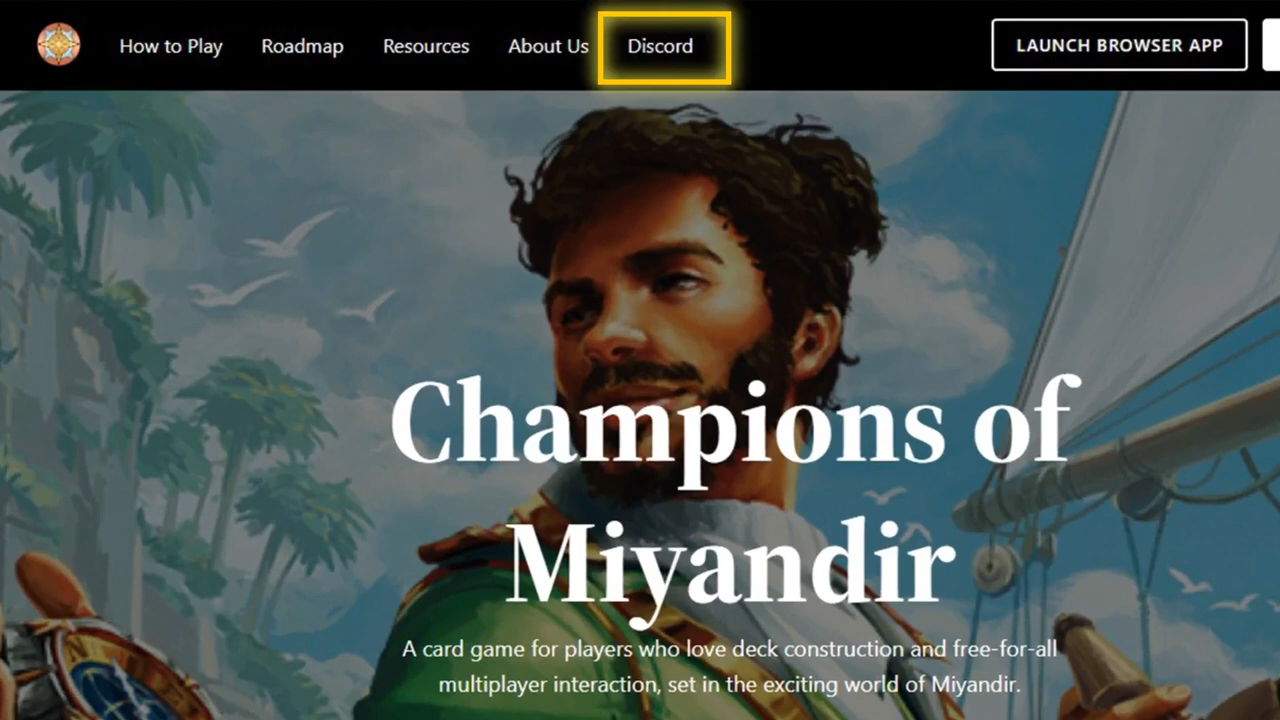 How to Play Roadmap Resources About Us Discord LAUNCH BROWSER APP
Champions of
Miyandir
A card game for players who love deck construction and free-for-all
multiplayer interaction, set in the exciting world of Miyandir.